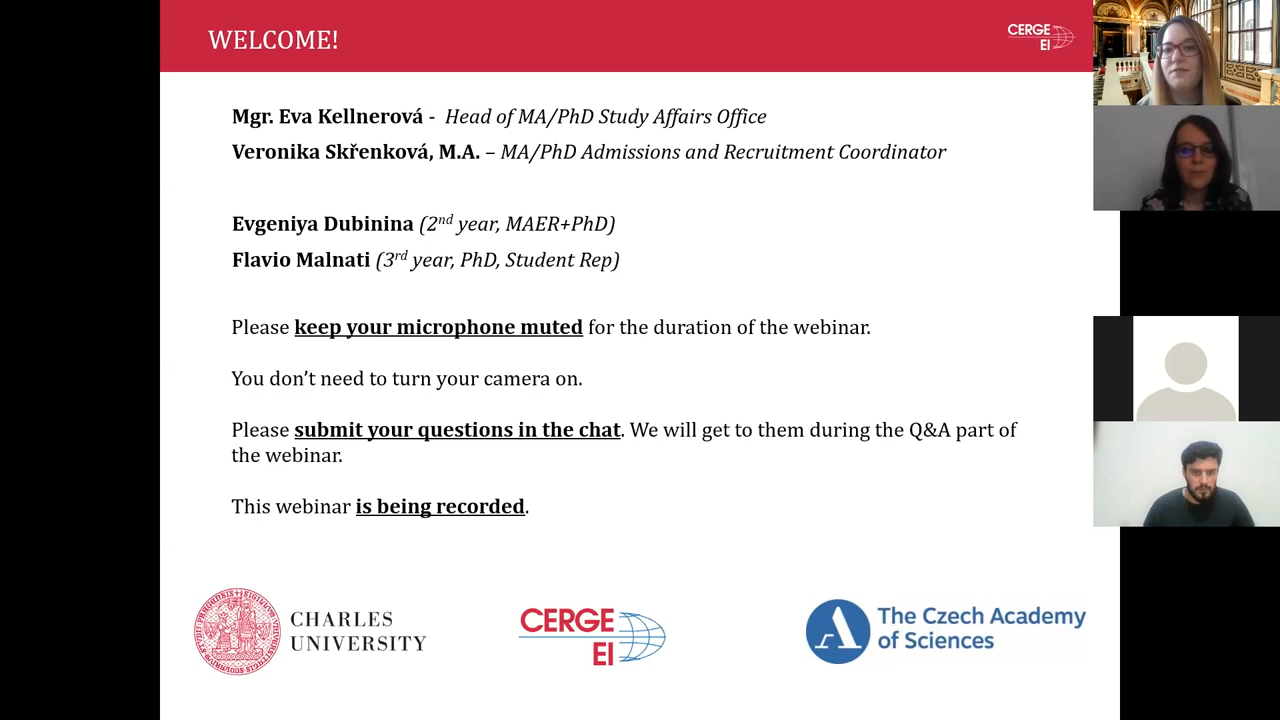 WELCOME!
CERGE
EI
Mgr. Eva Kellnerová - Head of MA/PhD Study Affairs Office
Veronika Skřenková, M.A. – MA/PhD Admissions and Recruitment Coordinator
Evgeniya Dubinina (2nd year, MAER+PhD)
Flavio Malnati (3rd year, PhD, Student Rep)
Please keep your microphone muted for the duration of the webinar.
You don't need to turn your camera on.
Please submit your questions in the chat. We will get to them during the Q&A part of
the webinar.
This webinar is being recorded.
CHARLES
UNIVERSITY
CERGE
EI
The Czech Academy
of Sciences